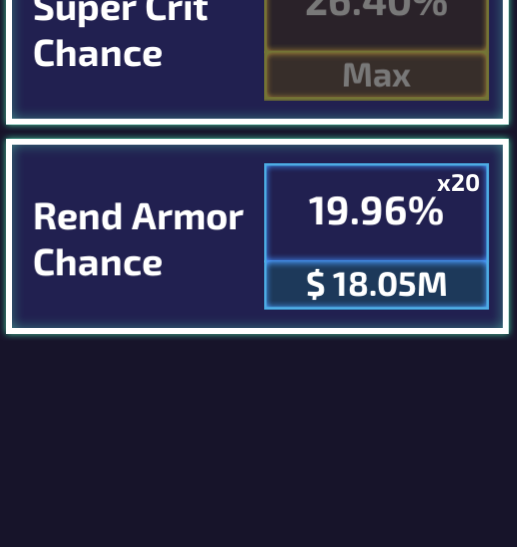 Super Crit
Chance
26.40%
Max
Rend Armor
Chance
x20
19.96%
$ 18.05M